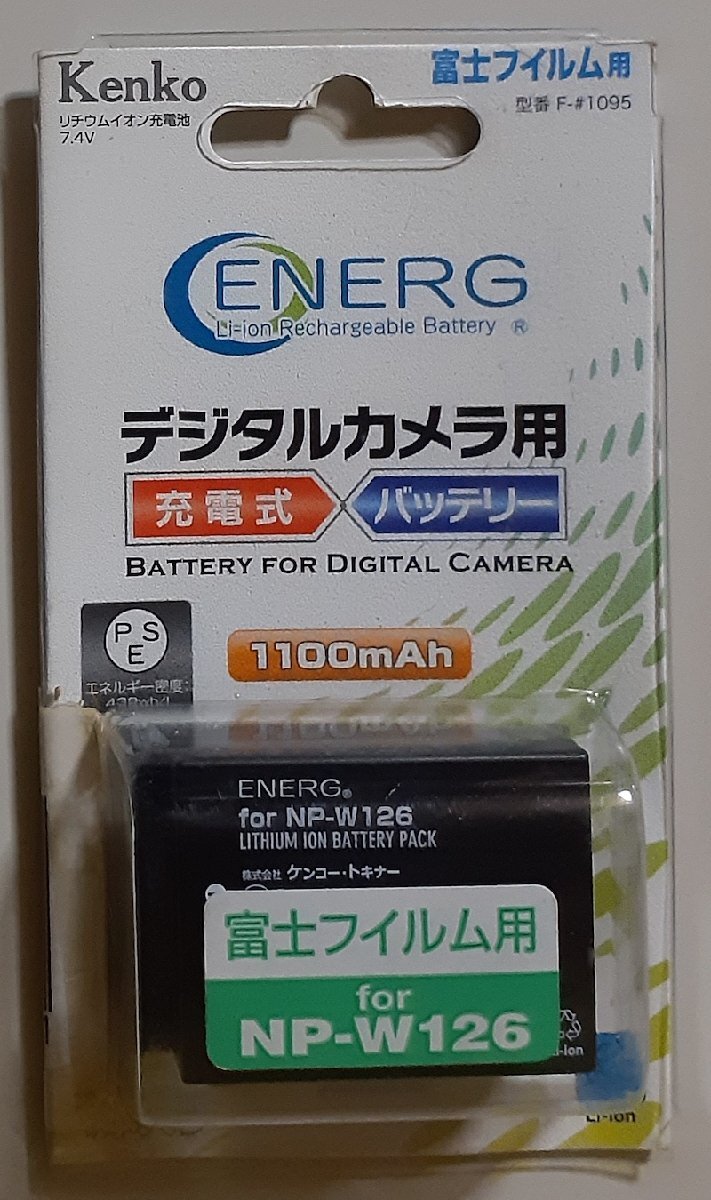 Kenko
リチウムイオン充電池
7.4V
富士フイルム用
型番 F-#1095
ENERG
Li-ion Rechargeable Battery ®
デジタルカメラ用
充電式 バッテリー
BATTERY FOR DIGITAL CAMERA
PS
E
エネルギー密度:
1100mAh
ENERG®
for NP-W126
LITHIUM ION BATTERY PACK
株式会社 ケンコー・トキナー
富士フイルム用
for
NP-W126
Li-ion